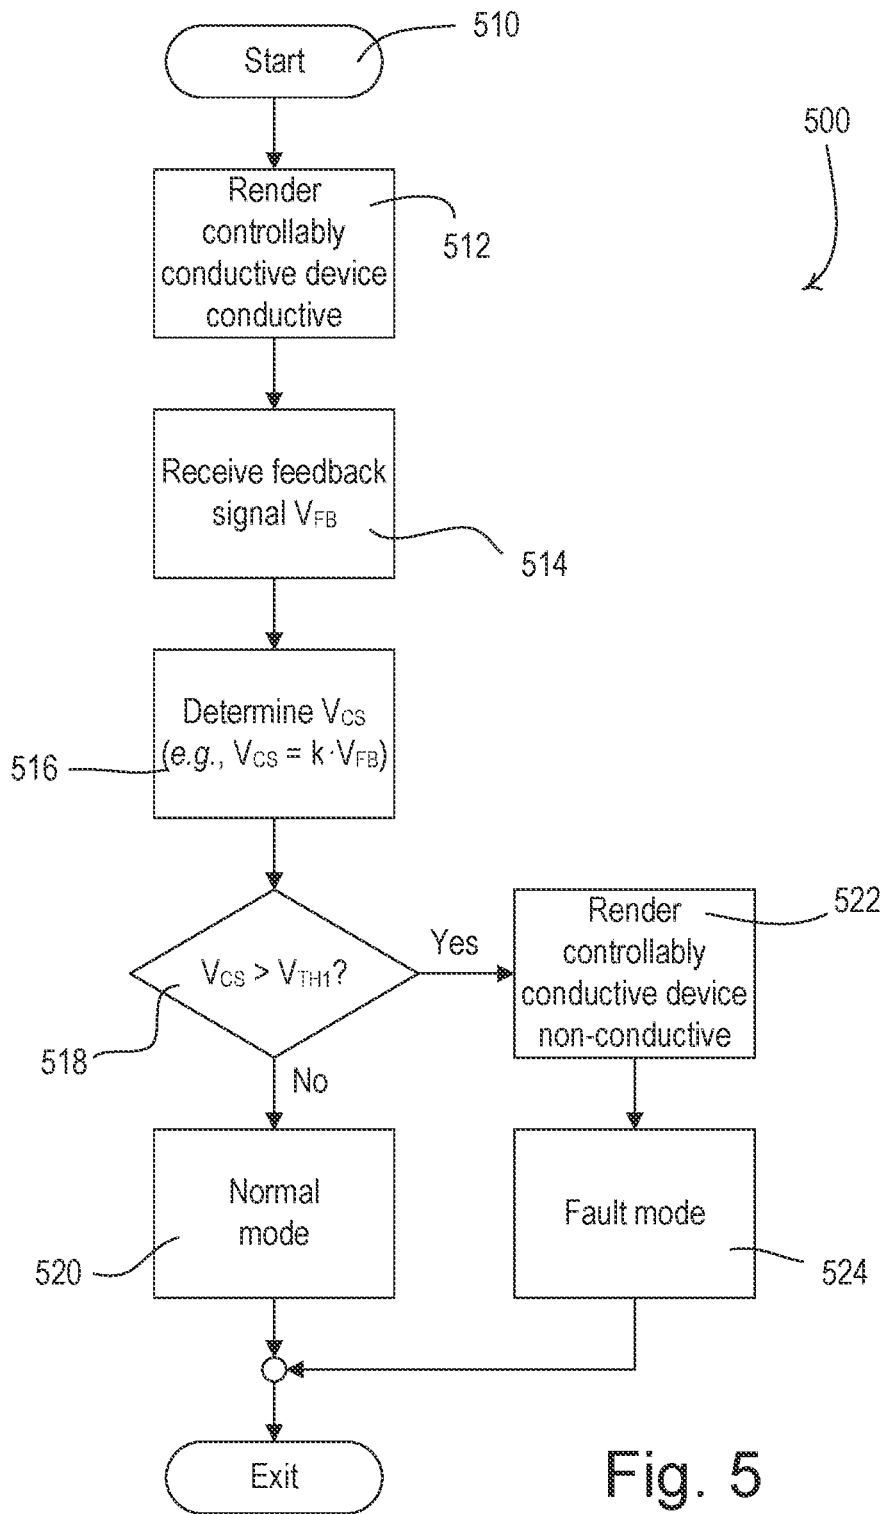 510
Start
500
Render
controllably
conductive device
conductive
512
Receive feedback
signal VFB
514
Determine VCS
(e.g., VCS = k·VFB)
516
VCS > VTH1?
518
Yes
No
Render
controllably
conductive device
non-conductive
522
Normal
mode
520
Fault mode
524
Exit
Fig. 5